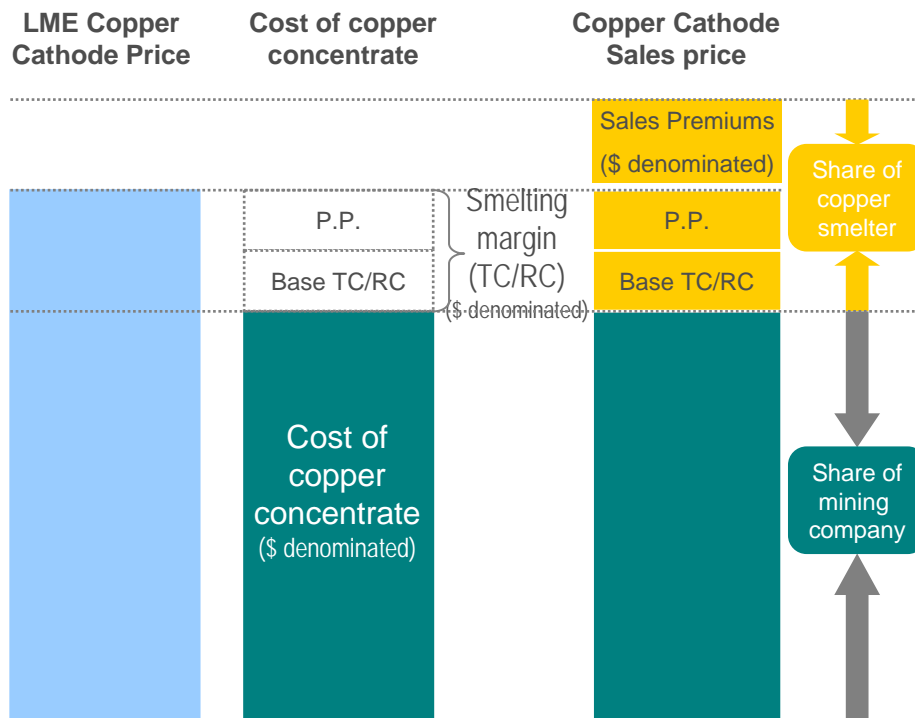 LME Copper
Cathode Price
Cost of copper
concentrate
Copper Cathode
Sales price
Sales Premiums
($ denominated)
Share of
copper
smelter
P.P.
Base TC/RC
Smelting
margin
(TC/RC)
($ denominated)
P.P.
Base TC/RC
Cost of
copper
concentrate
($ denominated)
Share of
mining
company